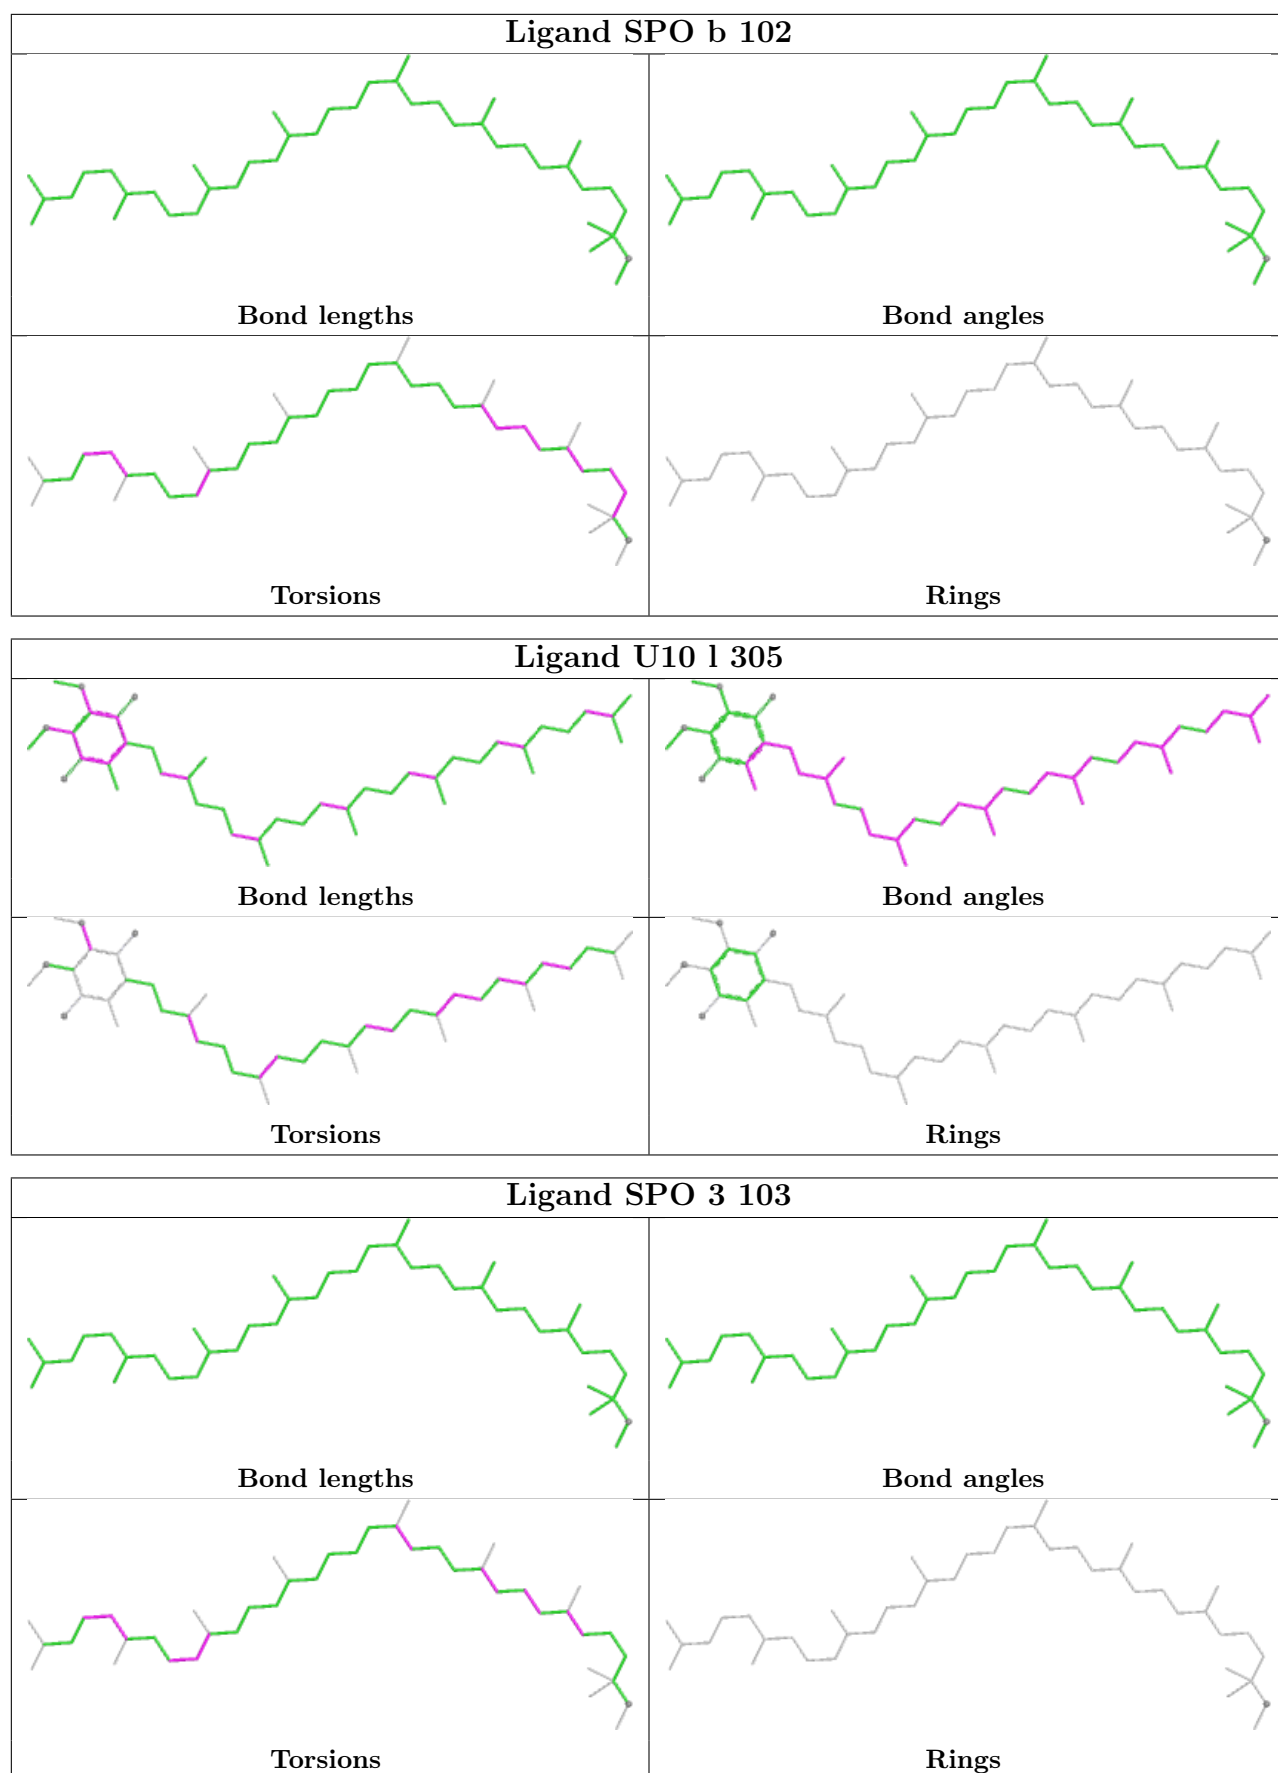 Ligand SPO b 102
Bond lengths
Bond angles
Torsions
Rings
Ligand U10 l 305
Bond lengths
Bond angles
Torsions
Rings
Ligand SPO 3 103
Bond lengths
Bond angles
Torsions
Rings